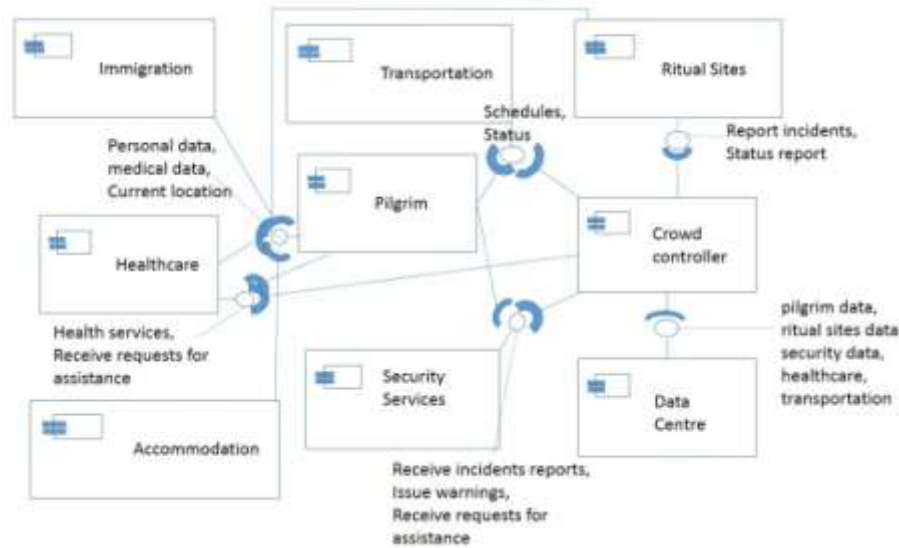 Immigration
Transportation
Ritual Sites
Schedules,
Status
Report incidents,
Status report
Personal data,
medical data,
Current location
Pilgrim
Healthcare
Crowd
controller
Health services,
Receive requests for
assistance
pilgrim data,
ritual sites data
security data,
healthcare,
transportation
Security
Services
Data
Centre
Accommodation
Receive incidents reports,
Issue warnings,
Receive requests for
assistance